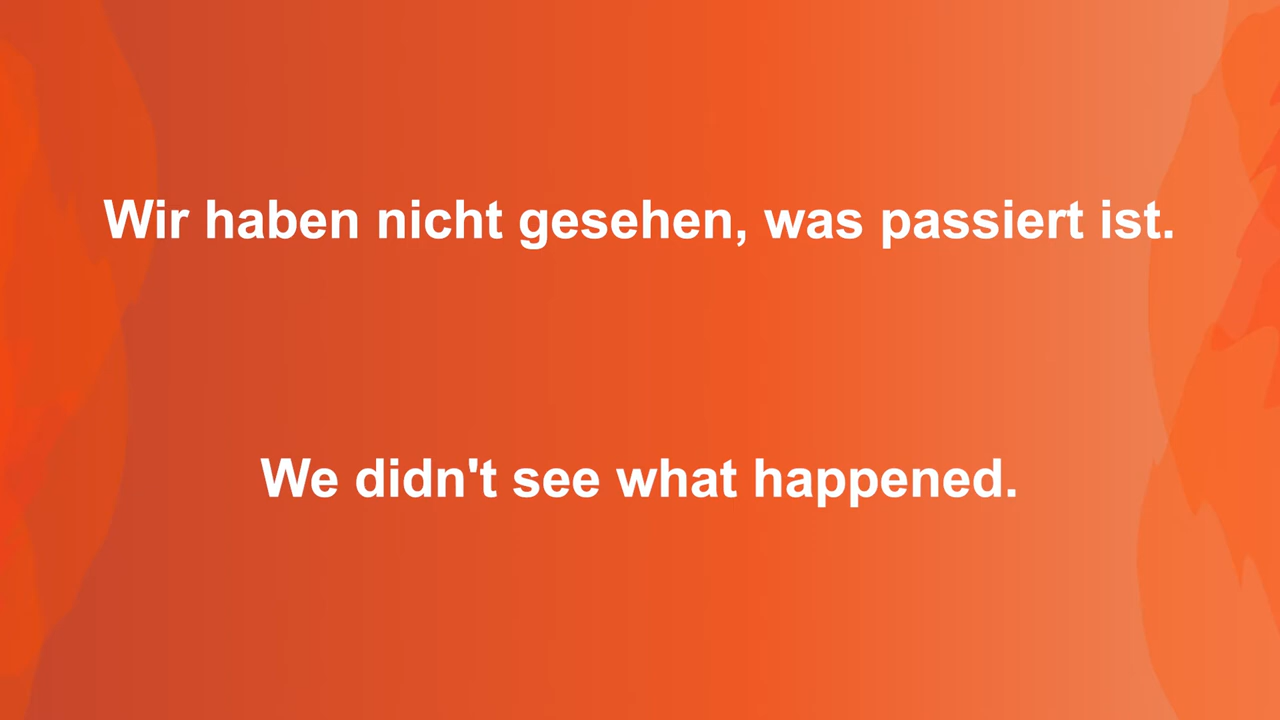 Wir haben nicht gesehen, was passiert ist.
We didn't see what happened.